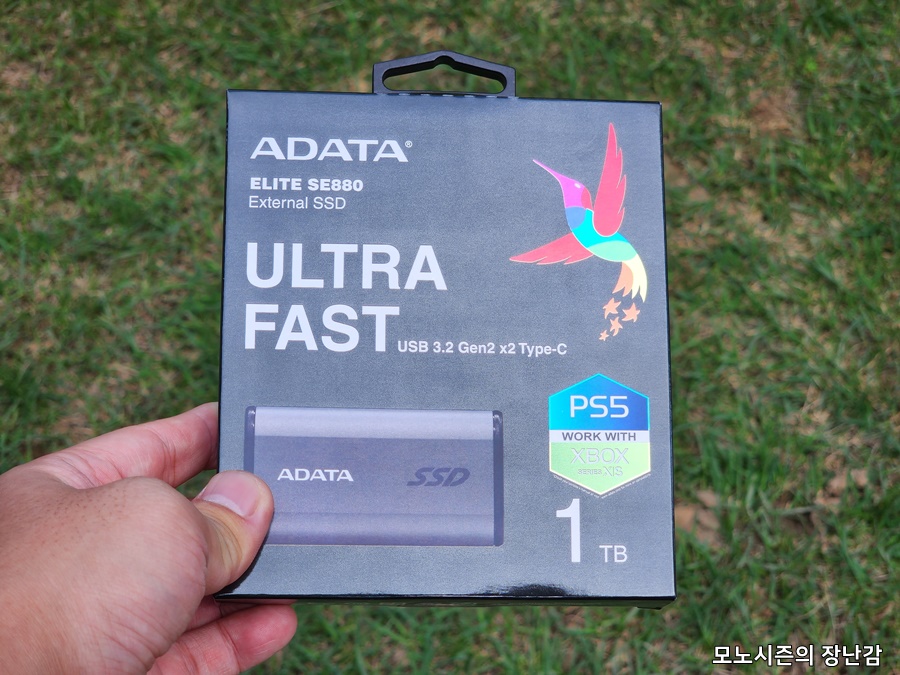 ADATA®
ELITE SE880
External SSD
ULTRA
FAST
USB 3.2 Gen2 x2 Type-C
PS5
WORK WITH
XBOX
SERIES X|S
ADATA
SSD
1 TB
모노시즌의 장난감